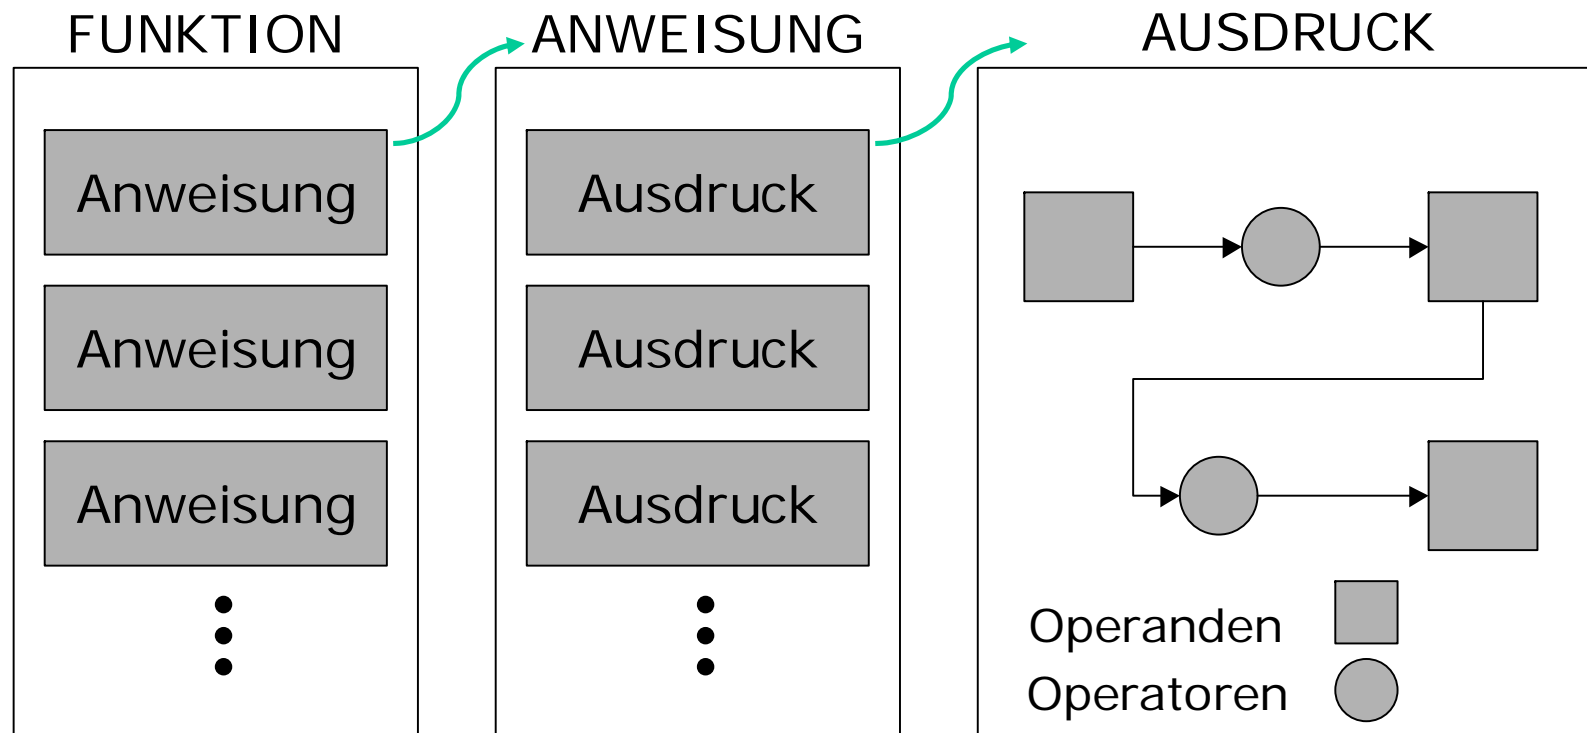 FUNKTION
Anweisung
Anweisung
Anweisung
ANWEISUNG
Ausdruck
Ausdruck
Ausdruck
AUSDRUCK
Operanden
Operatoren